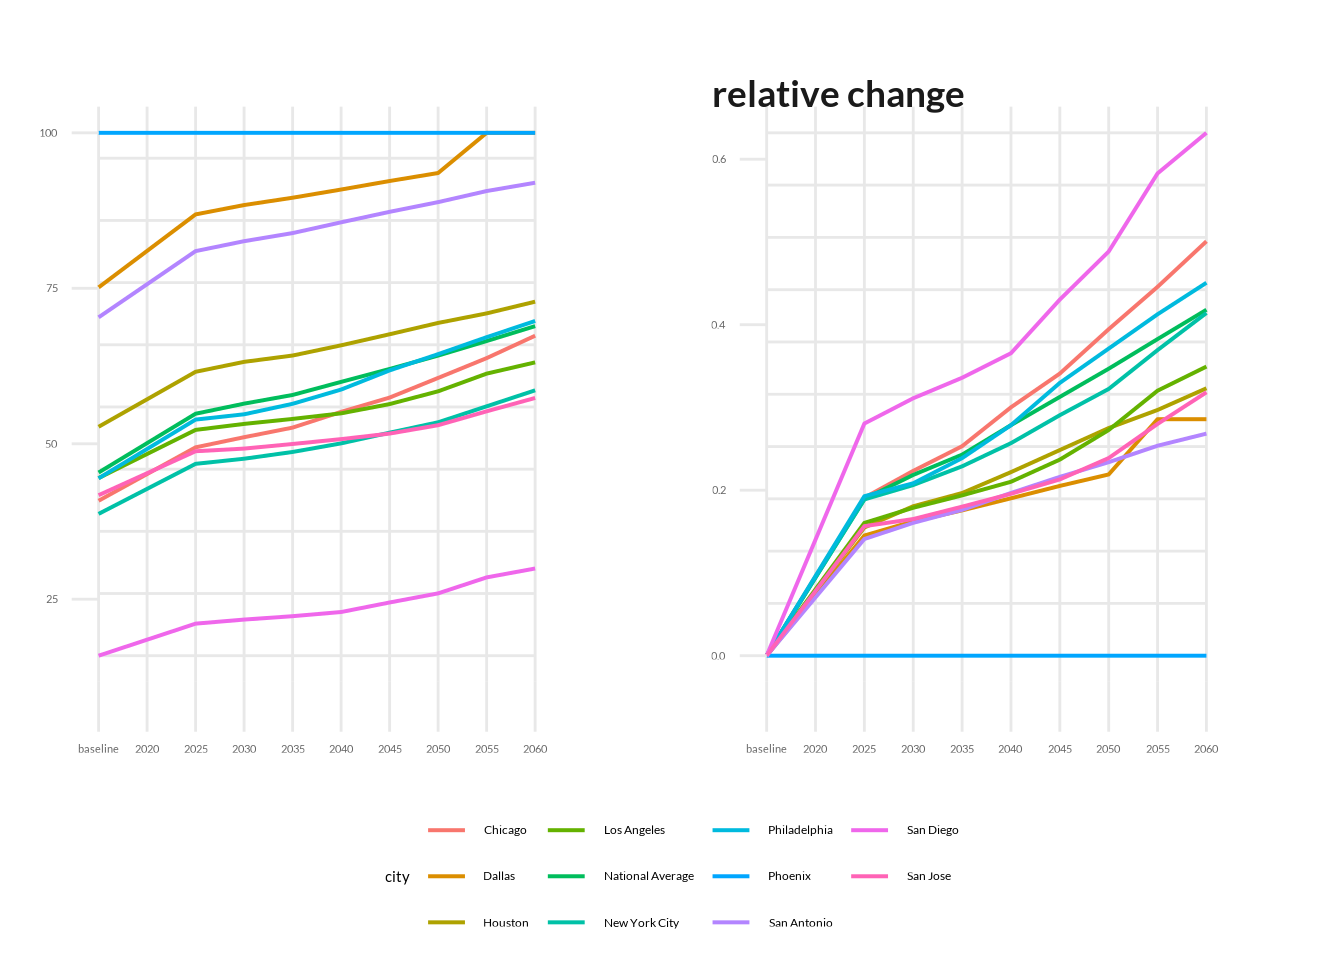 relative change
100
75
50
25
baseline 2020 2025 2030 2035 2040 2045 2050 2055 2060
0.6
0.4
0.2
0.0
baseline 2020 2025 2030 2035 2040 2045 2050 2055 2060
city
Chicago Los Angeles Philadelphia San Diego
Dallas National Average Phoenix San Jose
Houston New York City San Antonio